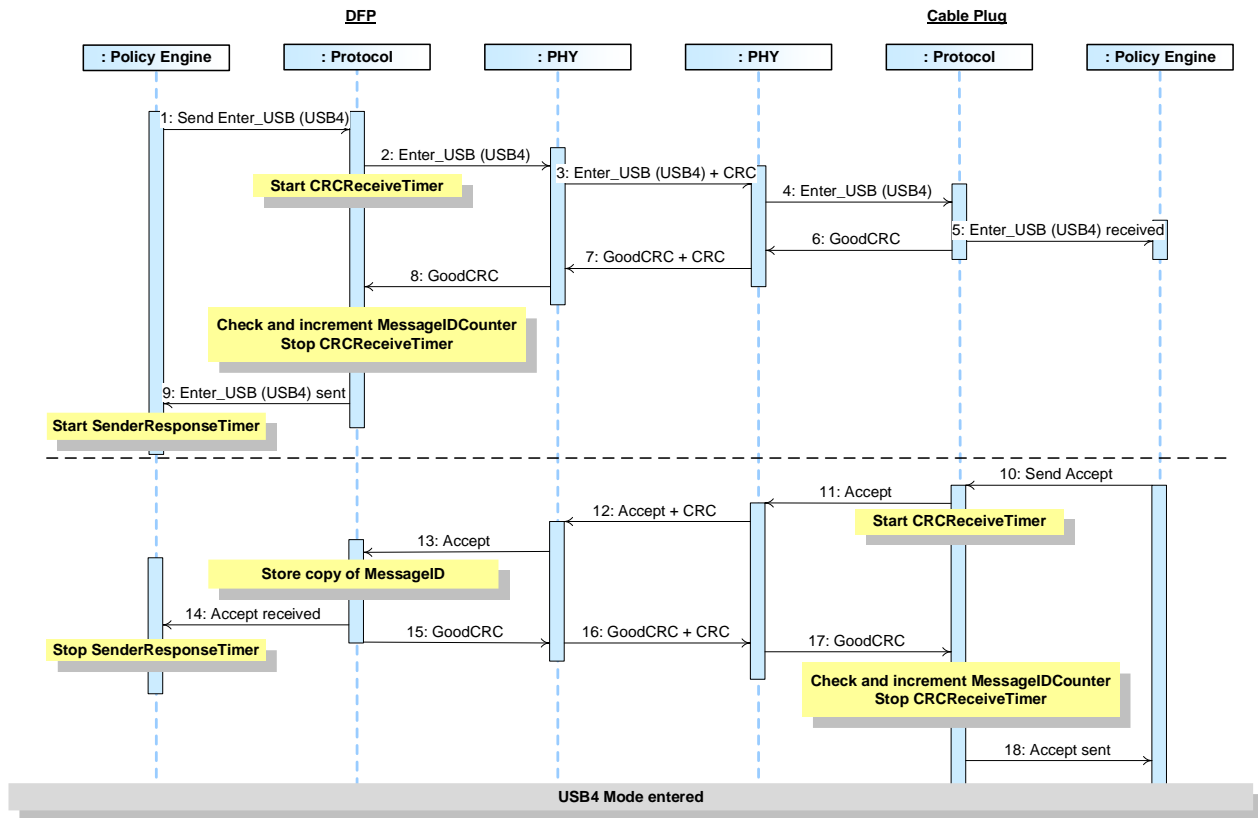 DFP
Cable Plug
: Policy Engine
: Protocol
: PHY
: PHY
: Protocol
: Policy Engine
1: Send Enter_USB (USB4)
2: Enter_USB (USB4)
Start CRCReceiveTimer
3: Enter_USB (USB4) + CRC
4: Enter_USB (USB4)
5: Enter_USB (USB4) received
6: GoodCRC
7: GoodCRC + CRC
8: GoodCRC
Check and increment MessageIDCounter
Stop CRCReceiveTimer
9: Enter_USB (USB4) sent
Start SenderResponseTimer
10: Send Accept
11: Accept
Start CRCReceiveTimer
12: Accept + CRC
13: Accept
Store copy of MessageID
14: Accept received
Stop SenderResponseTimer
15: GoodCRC
16: GoodCRC + CRC
17: GoodCRC
Check and increment MessageIDCounter
Stop CRCReceiveTimer
18: Accept sent
USB4 Mode entered